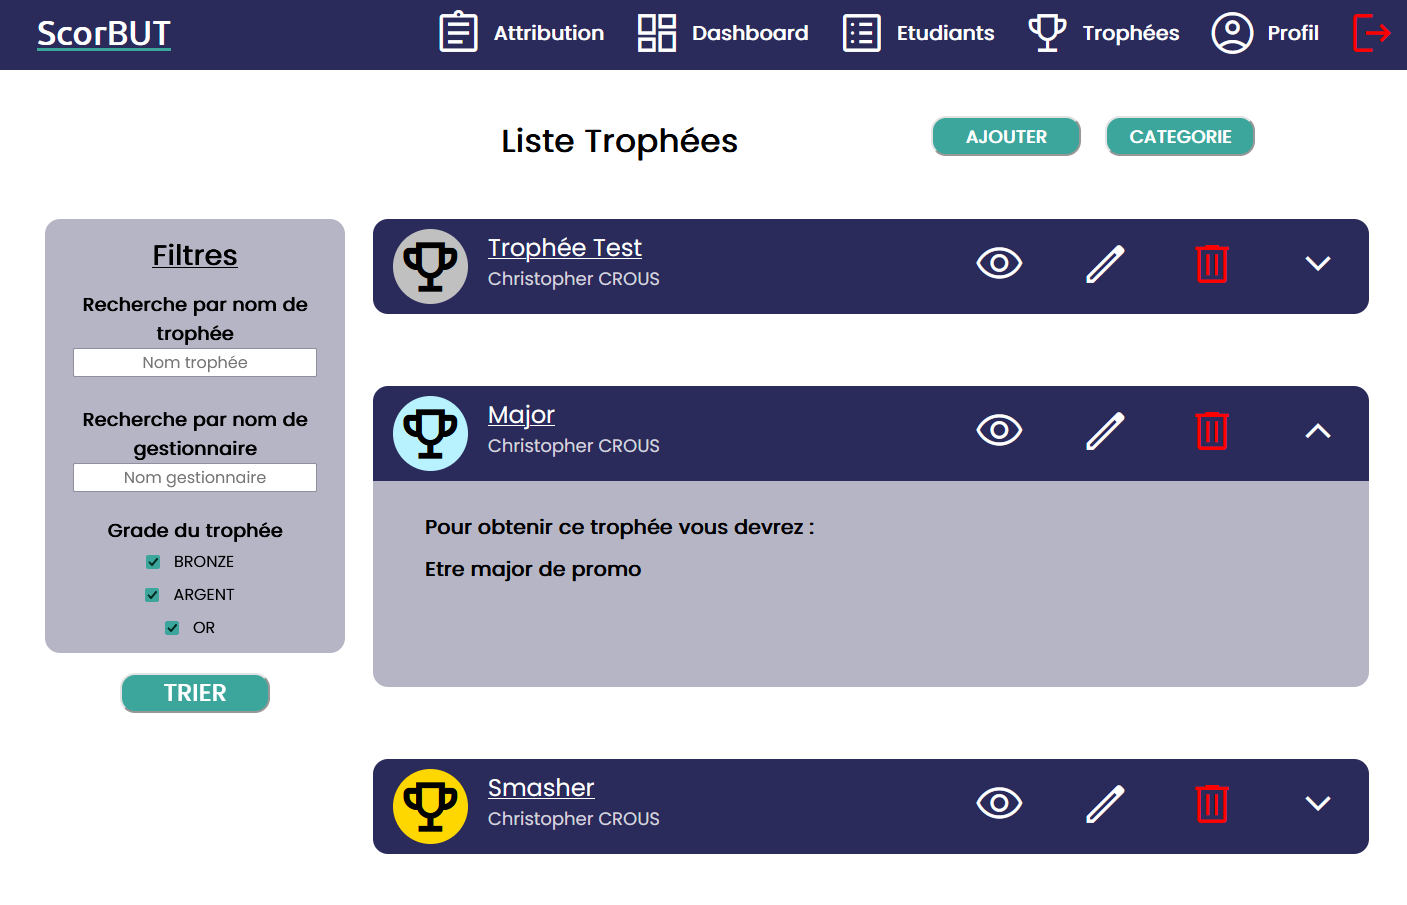 ScorBUT
Attribution
Dashboard
Etudiants
Trophées
Profil
Liste Trophées
AJOUTER
CATEGORIE
Filtres
Recherche par nom de
trophée
Nom trophée
Recherche par nom de
gestionnaire
Nom gestionnaire
Grade du trophée
BRONZE
ARGENT
OR
TRIER
Trophée Test
Christopher CROUS
Major
Christopher CROUS
Pour obtenir ce trophée vous devrez :
Etre major de promo
Smasher
Christopher CROUS